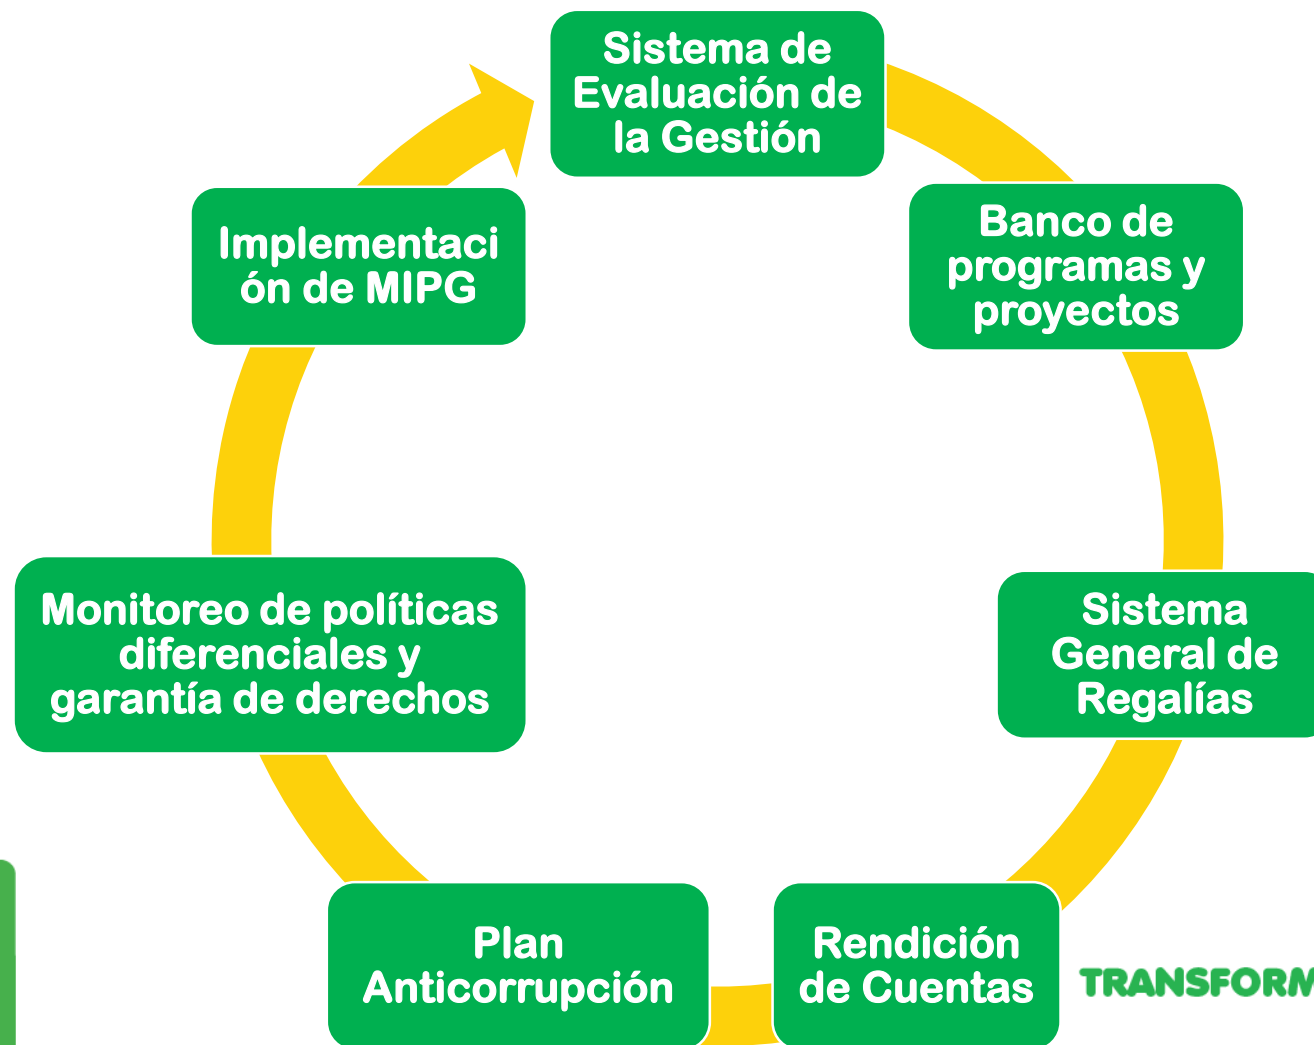 Sistema de
Evaluación de
la Gestión
Banco de
programas y
proyectos
Sistema
General de
Regalías
Rendición
de Cuentas
Plan
Anticorrupción
Monitoreo de políticas
diferenciales y
garantía de derechos
Implementaci
ón de MIPG
TRANSFORM